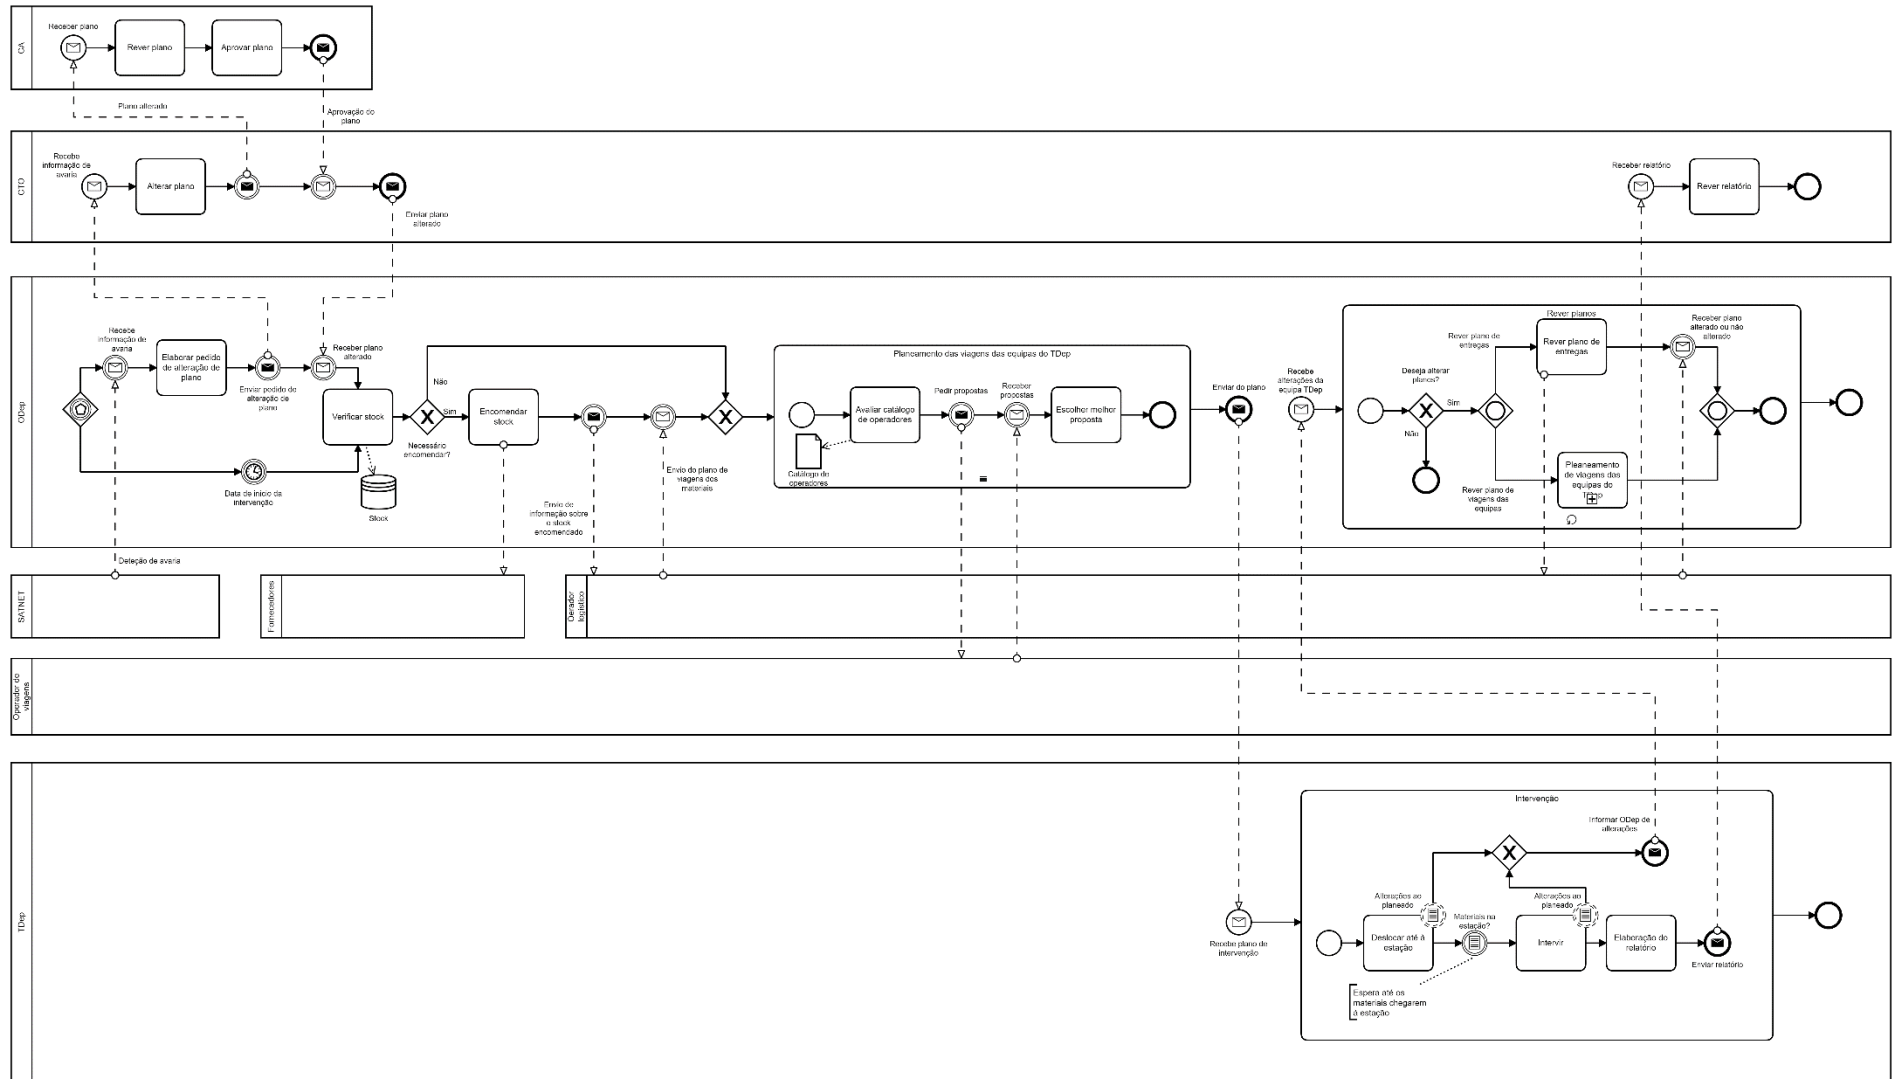 CA
Receber plano
Rever plano
Aprovar plano
Plano alterado
Aprovação do
plano
CTO
Recebe
informação de
avaria
Alterar plano
Enviar plano
alterado
Receber relatório
Rever relatório
ODep
Recebe
informação de
avaria
Elaborar pedido
de alteração de
plano
Enviar pedido de
alteração de
plano
Receber plano
alterado
Verificar stock
Data de início da
intervenção
Stock
Não
Sim
Necessário
encomendar?
Encomendar
stock
Envio de
informação sobre
o stock
encomendado
Envio do plano de
viagens dos
materiais
Planeamento das viagens das equipas do TDep
Avaliar catálogo
de operadores
Catálogo de
operadores
Pedir propostas
Receber
propostas
Escolher melhor
proposta
Enviar do plano
Recebe
alterações da
equipa TDep
Rever planos
Deseja alterar
planos?
Sim
Não
Rever plano de
entregas
Rever plano de
entregas
Rever plano de
viagens das
equipas
Pleaneamento
de viagens das
equipas do
TDep
Receber plano
alterado ou não
alterado
Deteção de avaria
SATNET
Fornecedores
Operador
logístico
Operador de
viagens
TDep
Recebe plano de
intervenção
Intervenção
Informar ODep de
alterações
Alterações ao
planeado
Deslocar até á
estação
Materiais na
estação?
Alterações ao
planeado
Intervir
Elaboração do
relatório
Enviar relatório
Espera até os
materiais chegarem
á estação